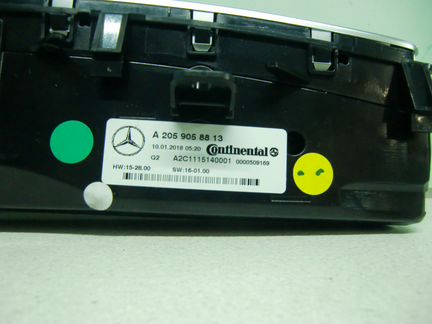 A 205 905 88 13
10.01.2018 05:20 Continental
Q2 A2C1115140001 0000509169
HW:15-28.00 SW:16-01.00